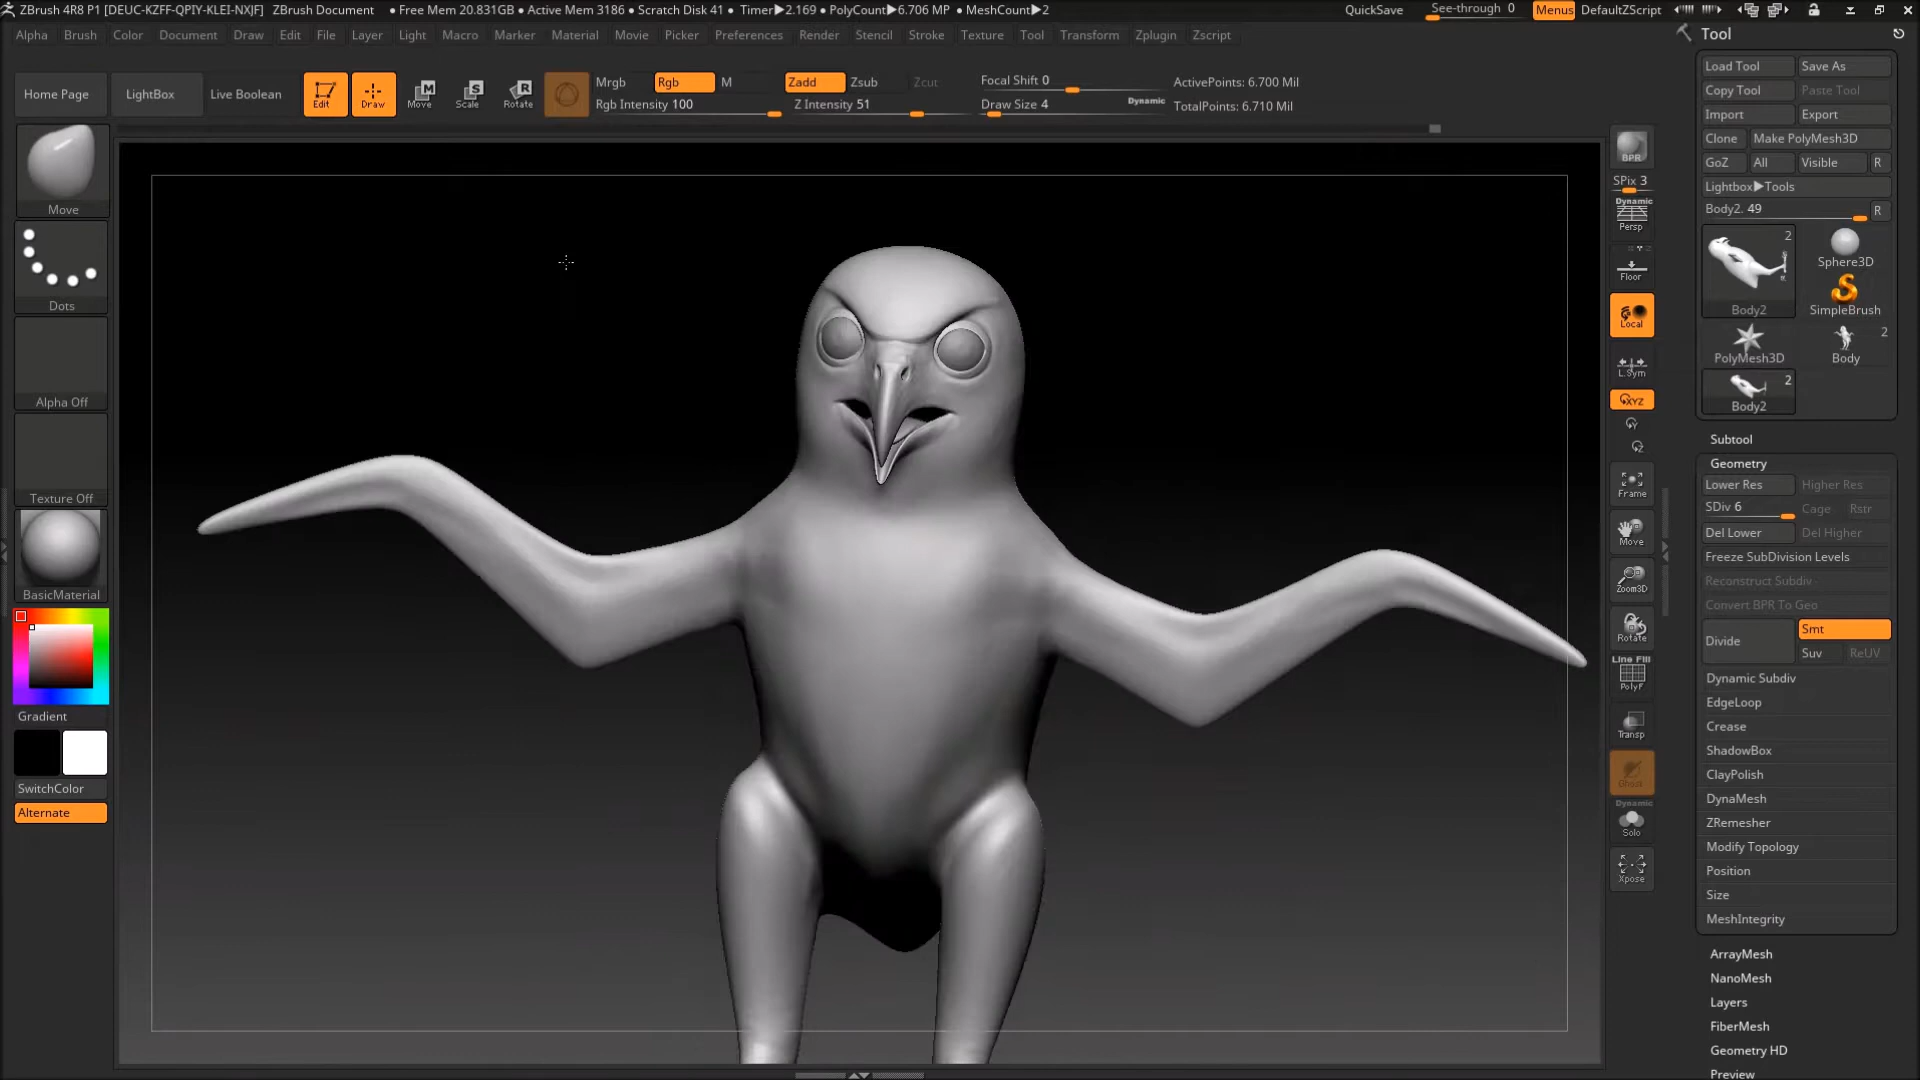 ZBrush 4R8 P1 [DEUC-KZFF-QPIY-KLEI-NXJF] ZBrush Document • Free Mem 20.831GB • Active Mem 3186 • Scratch Disk 41 • Timer▶2.169 • PolyCount▶6.706 MP • MeshCount▶2 QuickSave See-through 0 Menus DefaultZScript
Alpha Brush Color Document Draw Edit File Layer Light Macro Marker Material Movie Picker Preferences Render Stencil Stroke Texture Tool Transform Zplugin Zscript
Home Page LightBox Live Boolean Edit Draw Move Scale Rotate
Mrgb Rgb M Zadd Zsub Zcut Focal Shift 0 ActivePoints: 6.700 Mil
Rgb Intensity 100 Z Intensity 51 Draw Size 4 Dynamic TotalPoints: 6.710 Mil
Move
Dots
Alpha Off
Texture Off
BasicMaterial
Gradient
SwitchColor
Alternate
BPR
SPix 3
Dynamic
Persp
Floor
Local
L.Sym
XYZ
Frame
Move
Zoom3D
Rotate
Line Fill
PolyF
Transp
Ghost
Dynamic
Solo
Xpose
Tool
Load Tool Save As
Copy Tool Paste Tool
Import Export
Clone Make PolyMesh3D
GoZ All Visible R
Lightbox▶Tools
Body2. 49 R
2
Body2
Sphere3D
SimpleBrush
PolyMesh3D
2
Body
2
Body2
Subtool
Geometry
Lower Res Higher Res
SDiv 6 Cage Rstr
Del Lower Del Higher
Freeze SubDivision Levels
Reconstruct Subdiv
Convert BPR To Geo
Divide Smt
Suv ReUV
Dynamic Subdiv
EdgeLoop
Crease
ShadowBox
ClayPolish
DynaMesh
ZRemesher
Modify Topology
Position
Size
MeshIntegrity
ArrayMesh
NanoMesh
Layers
FiberMesh
Geometry HD
Preview